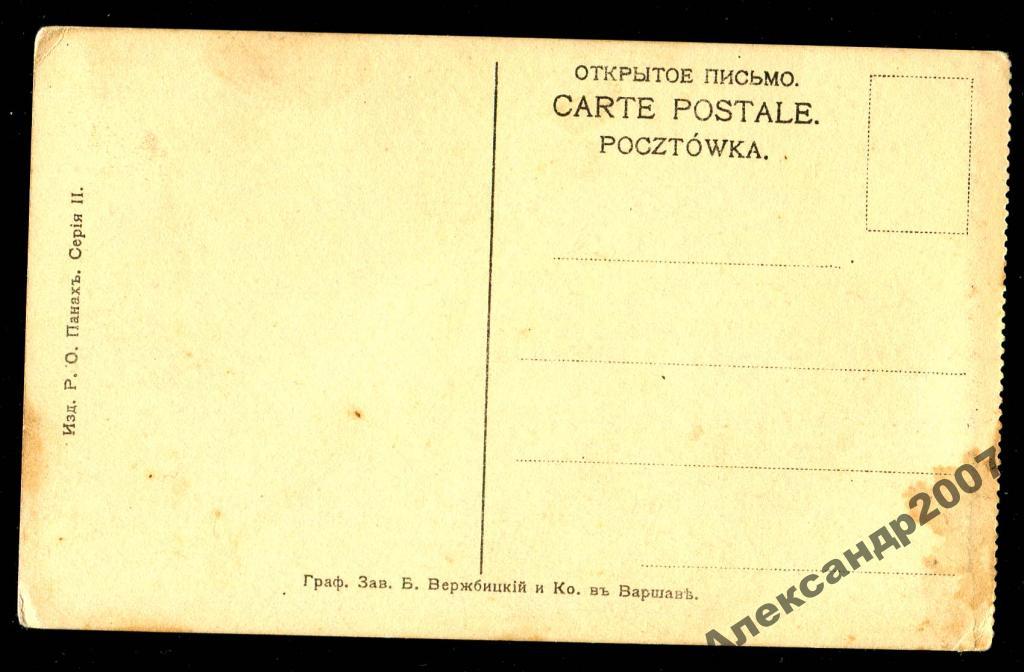 ОТКРЫТОЕ ПИСЬМО.
CARTE POSTALE.
POCZTÓWKA.
Изд. Р. О. Панахъ. Серія II.
Граф. Зав. Б. Вержбицкій и Ко. въ Варшавѣ.
Александр2007